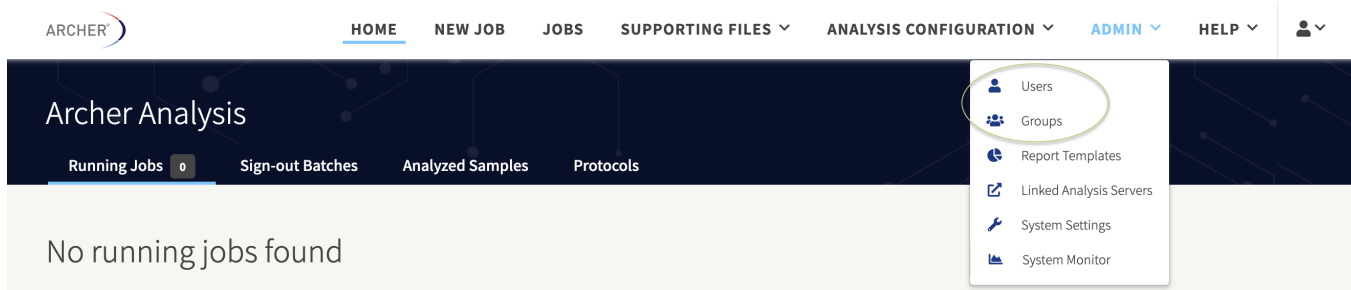 ARCHER® HOME NEW JOB JOBS SUPPORTING FILES ANALYSIS CONFIGURATION ADMIN HELP
Archer Analysis
Running Jobs 0 Sign-out Batches Analyzed Samples Protocols
Users
Groups
Report Templates
Linked Analysis Servers
System Settings
System Monitor
No running jobs found